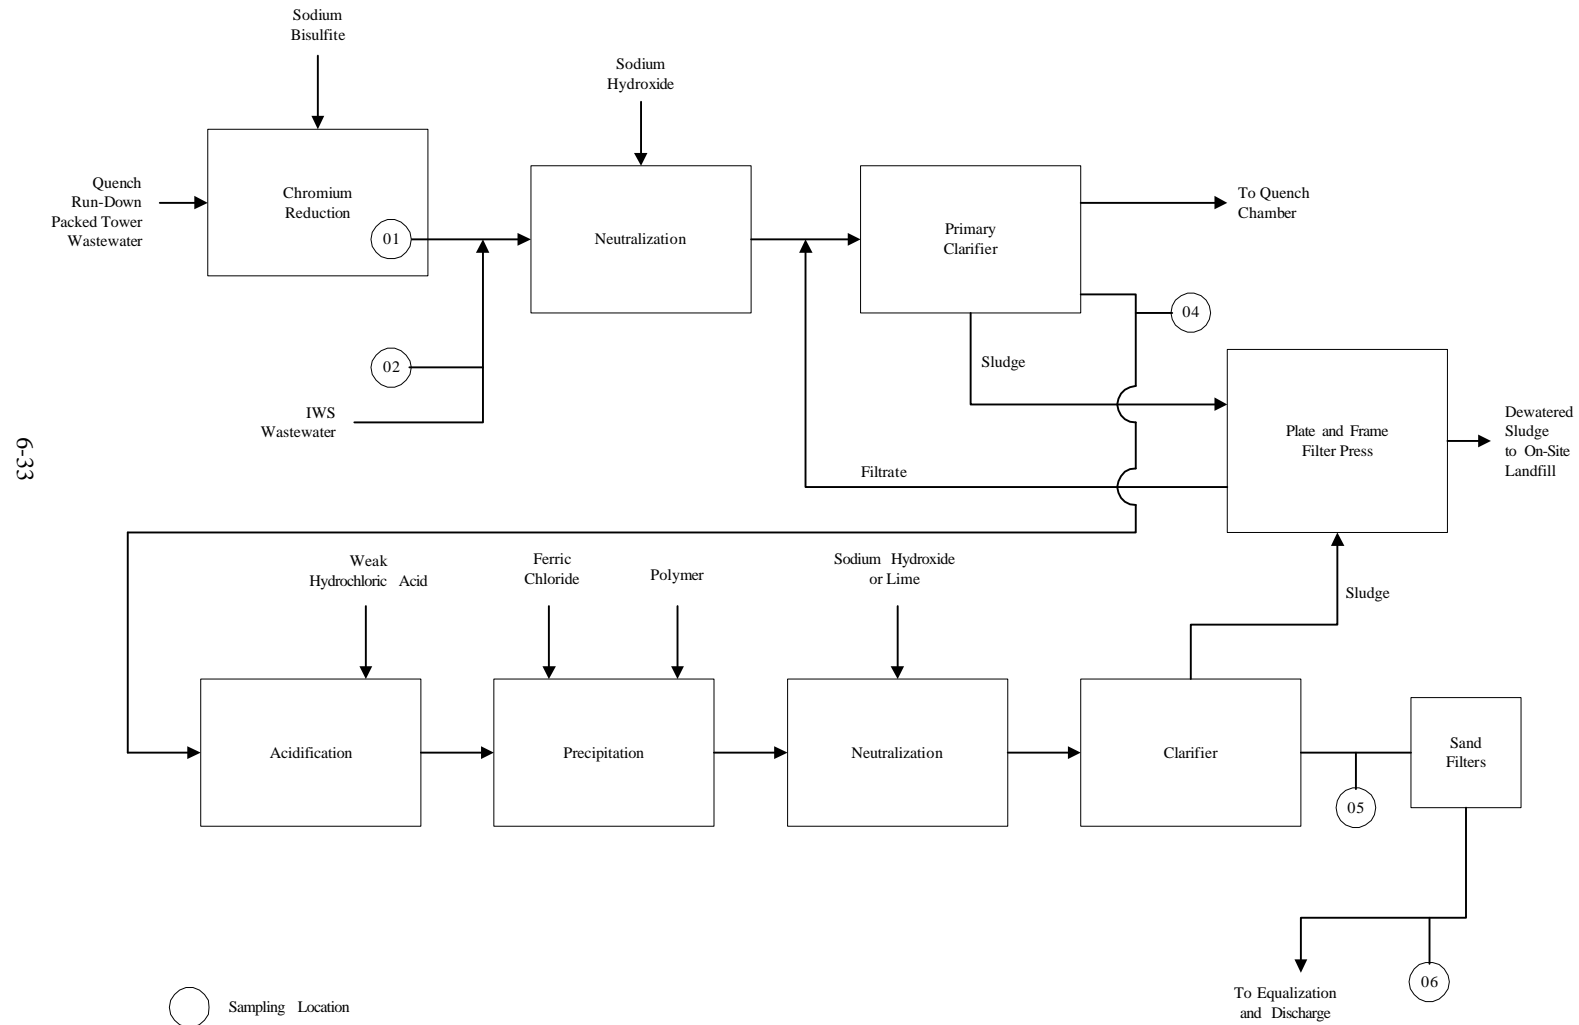 Sodium
Bisulfite
Sodium
Hydroxide
Quench
Run-Down
Packed Tower
Wastewater
Chromium
Reduction
01
Neutralization
Primary
Clarifier
To Quench
Chamber
04
02
IWS
Wastewater
Sludge
Plate and Frame
Filter Press
Dewatered
Sludge
to On-Site
Landfill
Filtrate
6-33
Weak
Hydrochloric Acid
Ferric
Chloride
Polymer
Sodium Hydroxide
or Lime
Sludge
Acidification
Precipitation
Neutralization
Clarifier
Sand
Filters
05
06
To Equalization
and Discharge
Sampling Location